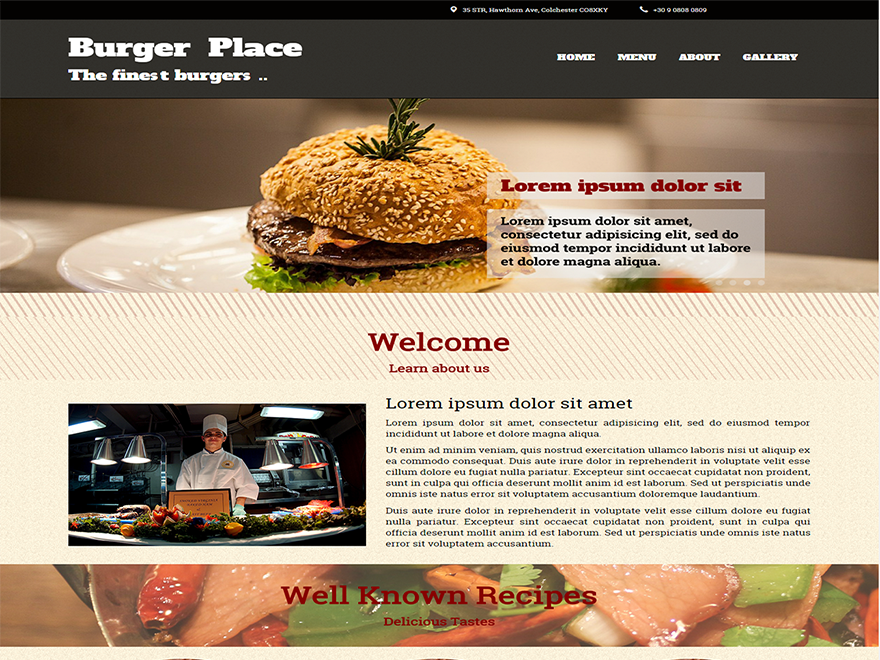 35 STR, Hawthorn Ave, Colchester CO8XKY
+30 9 0808 0809
Burger Place
The finest burgers ..
HOME MENU ABOUT GALLERY
Lorem ipsum dolor sit
Lorem ipsum dolor sit amet,
consectetur adipisicing elit, sed do
eiusmod tempor incididunt ut labore
et dolore magna aliqua.
Welcome
Learn about us
Lorem ipsum dolor sit amet
Lorem ipsum dolor sit amet, consectetur adipisicing elit, sed do eiusmod tempor
incididunt ut labore et dolore magna aliqua.
Ut enim ad minim veniam, quis nostrud exercitation ullamco laboris nisi ut aliquip ex
ea commodo consequat. Duis aute irure dolor in reprehenderit in voluptate velit esse
cillum dolore eu fugiat nulla pariatur. Excepteur sint occaecat cupidatat non proident,
sunt in culpa qui officia deserunt mollit anim id est laborum. Sed ut perspiciatis unde
omnis iste natus error sit voluptatem accusantium doloremque laudantium.
Duis aute irure dolor in reprehenderit in voluptate velit esse cillum dolore eu fugiat
nulla pariatur. Excepteur sint occaecat cupidatat non proident, sunt in culpa qui
officia deserunt mollit anim id est laborum. Sed ut perspiciatis unde omnis iste natus
error sit voluptatem accusantium.
Well Known Recipes
Delicious Tastes